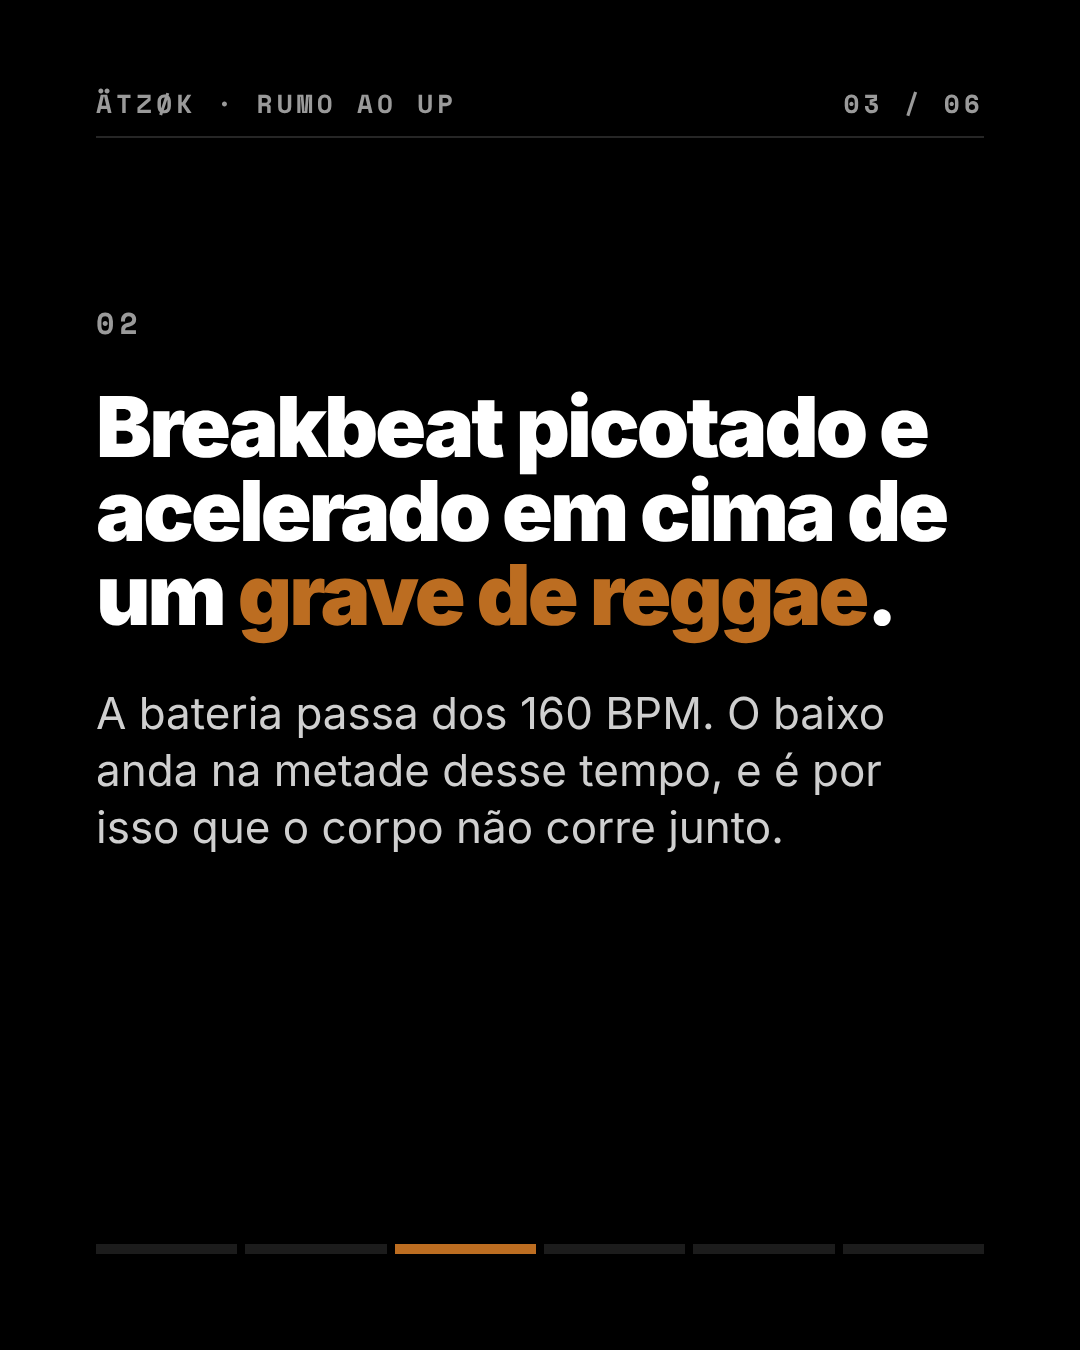 ÄTZØK · RUMO AO UP
03 / 06
02
Breakbeat picotado e
acelerado em cima de
um grave de reggae.
A bateria passa dos 160 BPM. O baixo
anda na metade desse tempo, e é por
isso que o corpo não corre junto.